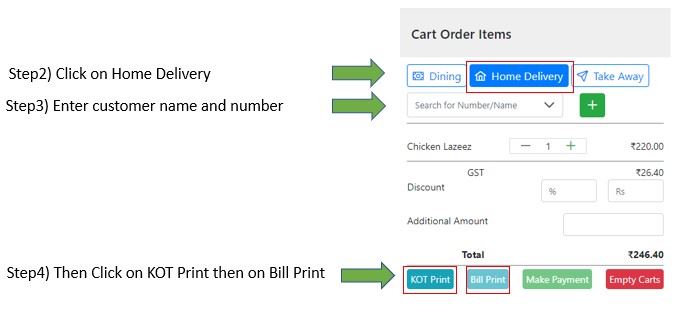 Cart Order Items
Step2) Click on Home Delivery
Dining Home Delivery Take Away
Step3) Enter customer name and number
Search for Number/Name +
Chicken Lazeez — 1 + ₹220.00
GST ₹26.40
Discount % Rs
Additional Amount
Total ₹246.40
Step4) Then Click on KOT Print then on Bill Print
KOT Print Bill Print Make Payment Empty Carts